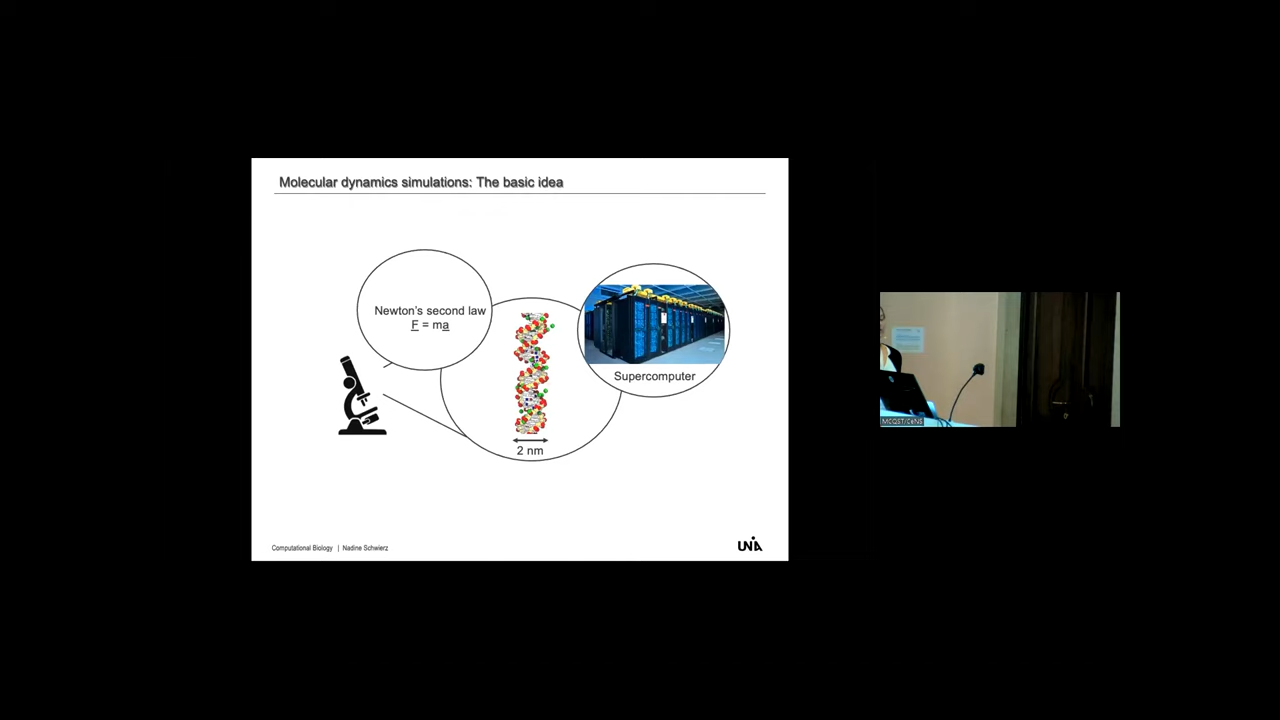 Molecular dynamics simulations: The basic idea
Newton's second law
F = ma
Supercomputer
2 nm
Computational Biology | Nadine Schwierz
UNIA
MCQST/CeNS